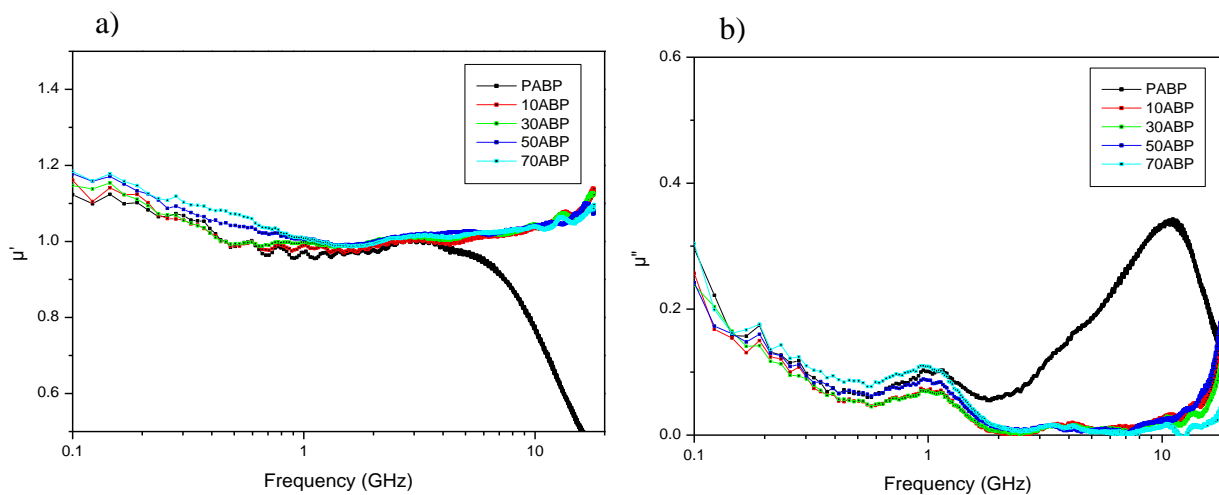 a)
1.4
1.2
1.0
1.0
0.6
µ'
0.1
1
10
Frequency (GHz)
PABP
10ABP
30ABP
50ABP
70ABP
b)
0.6
0.4
0.2
0.0
µ"
0.1
1
10
Frequency (GHz)
PABP
10ABP
30ABP
50ABP
70ABP